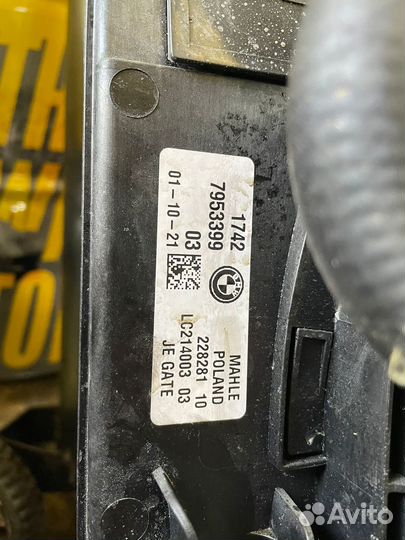 1742
7953399 03
01-10-21
MAHLE
POLAND
228281 10
LC214003 03
JE GATE
Avito